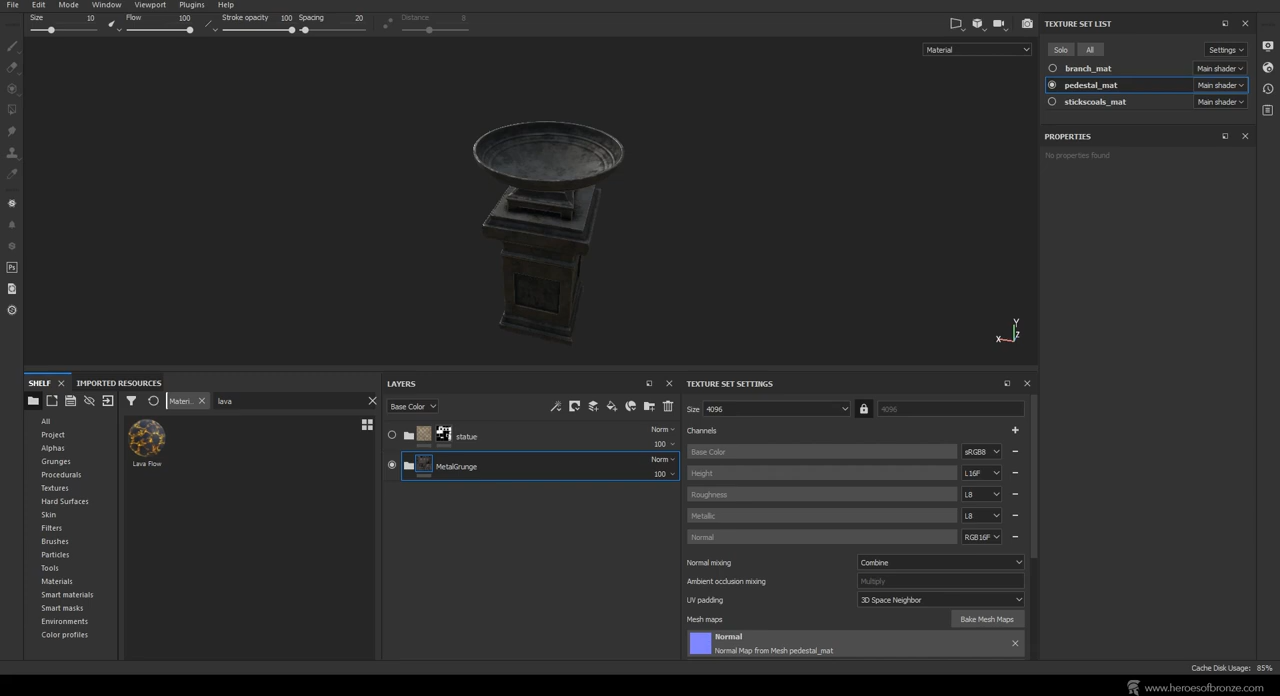 File Edit Mode Window Viewport Plugins Help
Size 10 Flow 100 Stroke opacity 100 Spacing 20 Distance 8
Material
TEXTURE SET LIST
Solo All Settings
branch_mat Main shader
pedestal_mat Main shader
stickscoals_mat Main shader
PROPERTIES
No properties found
Y
X Z
SHELF IMPORTED RESOURCES
Materi... lava
All
Project
Alphas
Grunges
Procedurals
Textures
Hard Surfaces
Skin
Filters
Brushes
Particles
Tools
Materials
Smart materials
Smart masks
Environments
Color profiles
Lava Flow
LAYERS
Base Color
statue Norm
100
MetalGrunge Norm
100
TEXTURE SET SETTINGS
Size 4096 4096
Channels
Base Color sRGB8
Height L16F
Roughness L8
Metallic L8
Normal RGB16F
Normal mixing Combine
Ambient occlusion mixing Multiply
UV padding 3D Space Neighbor
Mesh maps Bake Mesh Maps
Normal
Normal Map from Mesh pedestal_mat
Ps
Cache Disk Usage: 85%
www.heroesofbronze.com